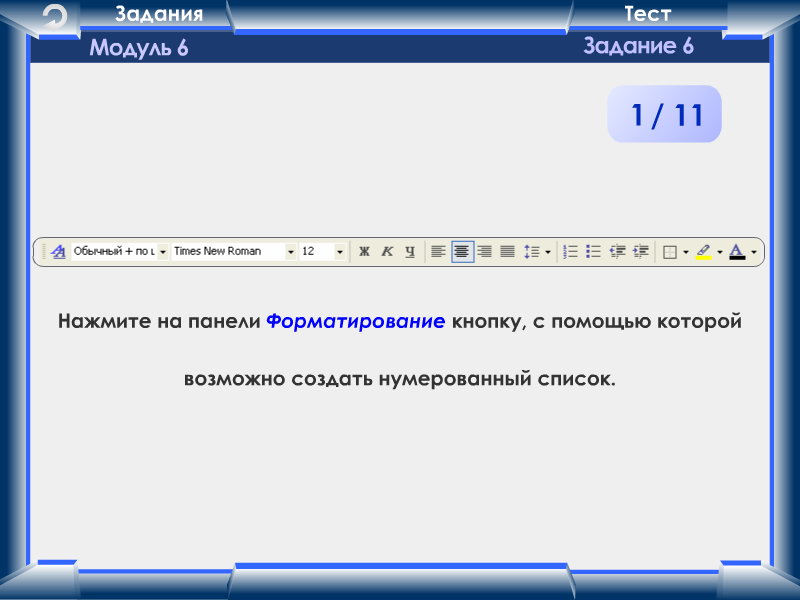 Задания
Тест
Модуль 6
Задание 6
1 / 11
Обычный + по ц
Times New Roman
12
Ж К Ч
Нажмите на панели Форматирование кнопку, с помощью которой
возможно создать нумерованный список.